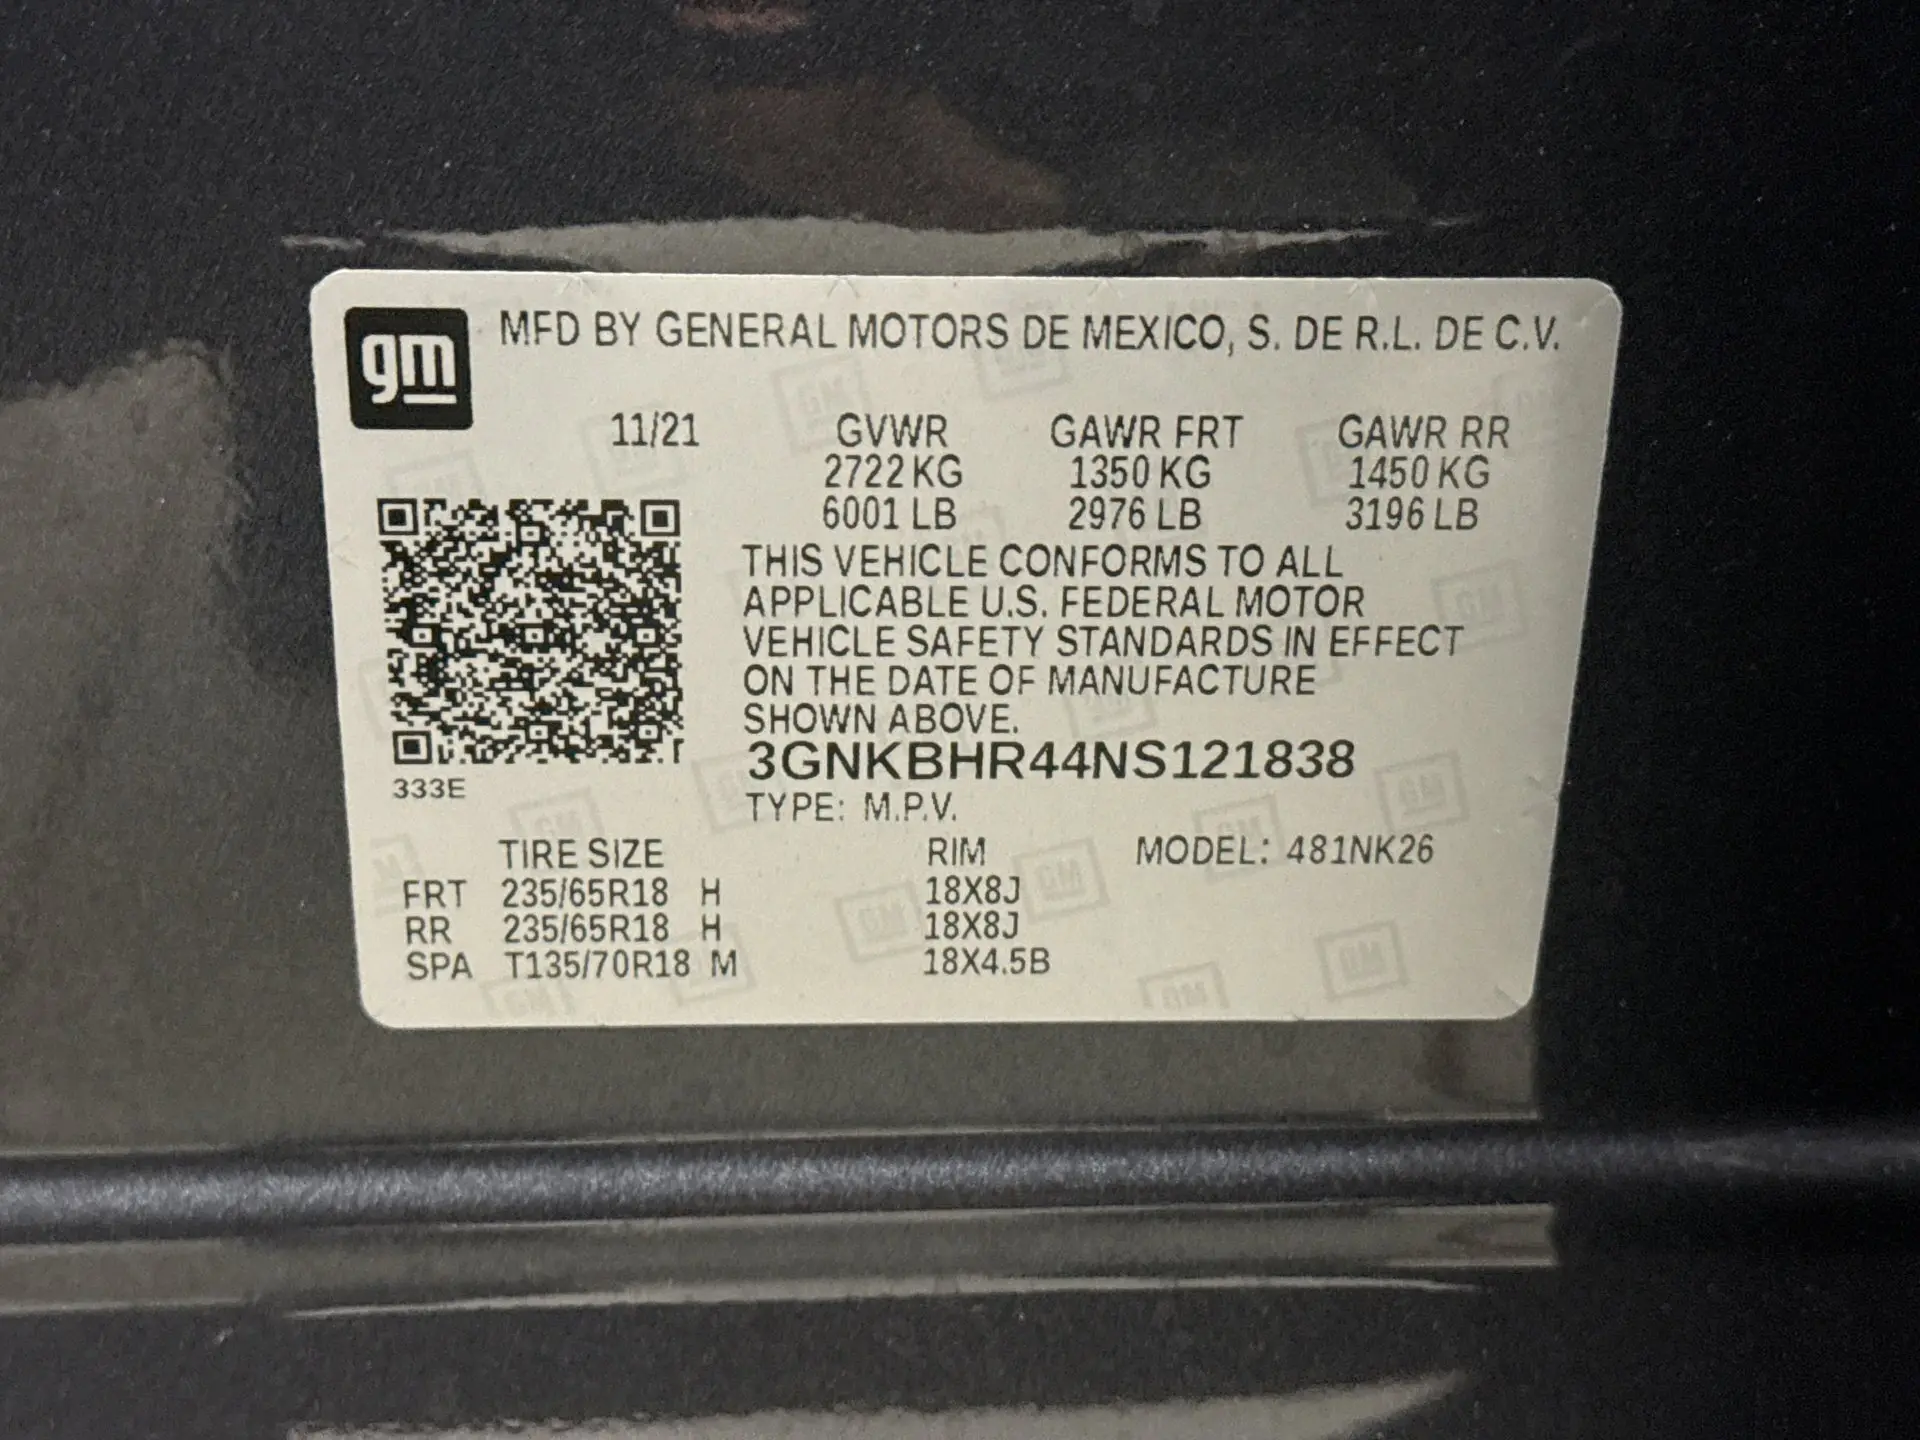 gm MFD BY GENERAL MOTORS DE MEXICO, S. DE R.L. DE C.V.
11/21 GVWR GAWR FRT GAWR RR
2722 KG 1350 KG 1450 KG
6001 LB 2976 LB 3196 LB
THIS VEHICLE CONFORMS TO ALL
APPLICABLE U.S. FEDERAL MOTOR
VEHICLE SAFETY STANDARDS IN EFFECT
ON THE DATE OF MANUFACTURE
SHOWN ABOVE.
3GNKBHR44NS121838
333E
TYPE: M.P.V.
TIRE SIZE RIM MODEL: 481NK26
FRT 235/65R18 H 18X8J
RR 235/65R18 H 18X8J
SPA T135/70R18 M 18X4.5B